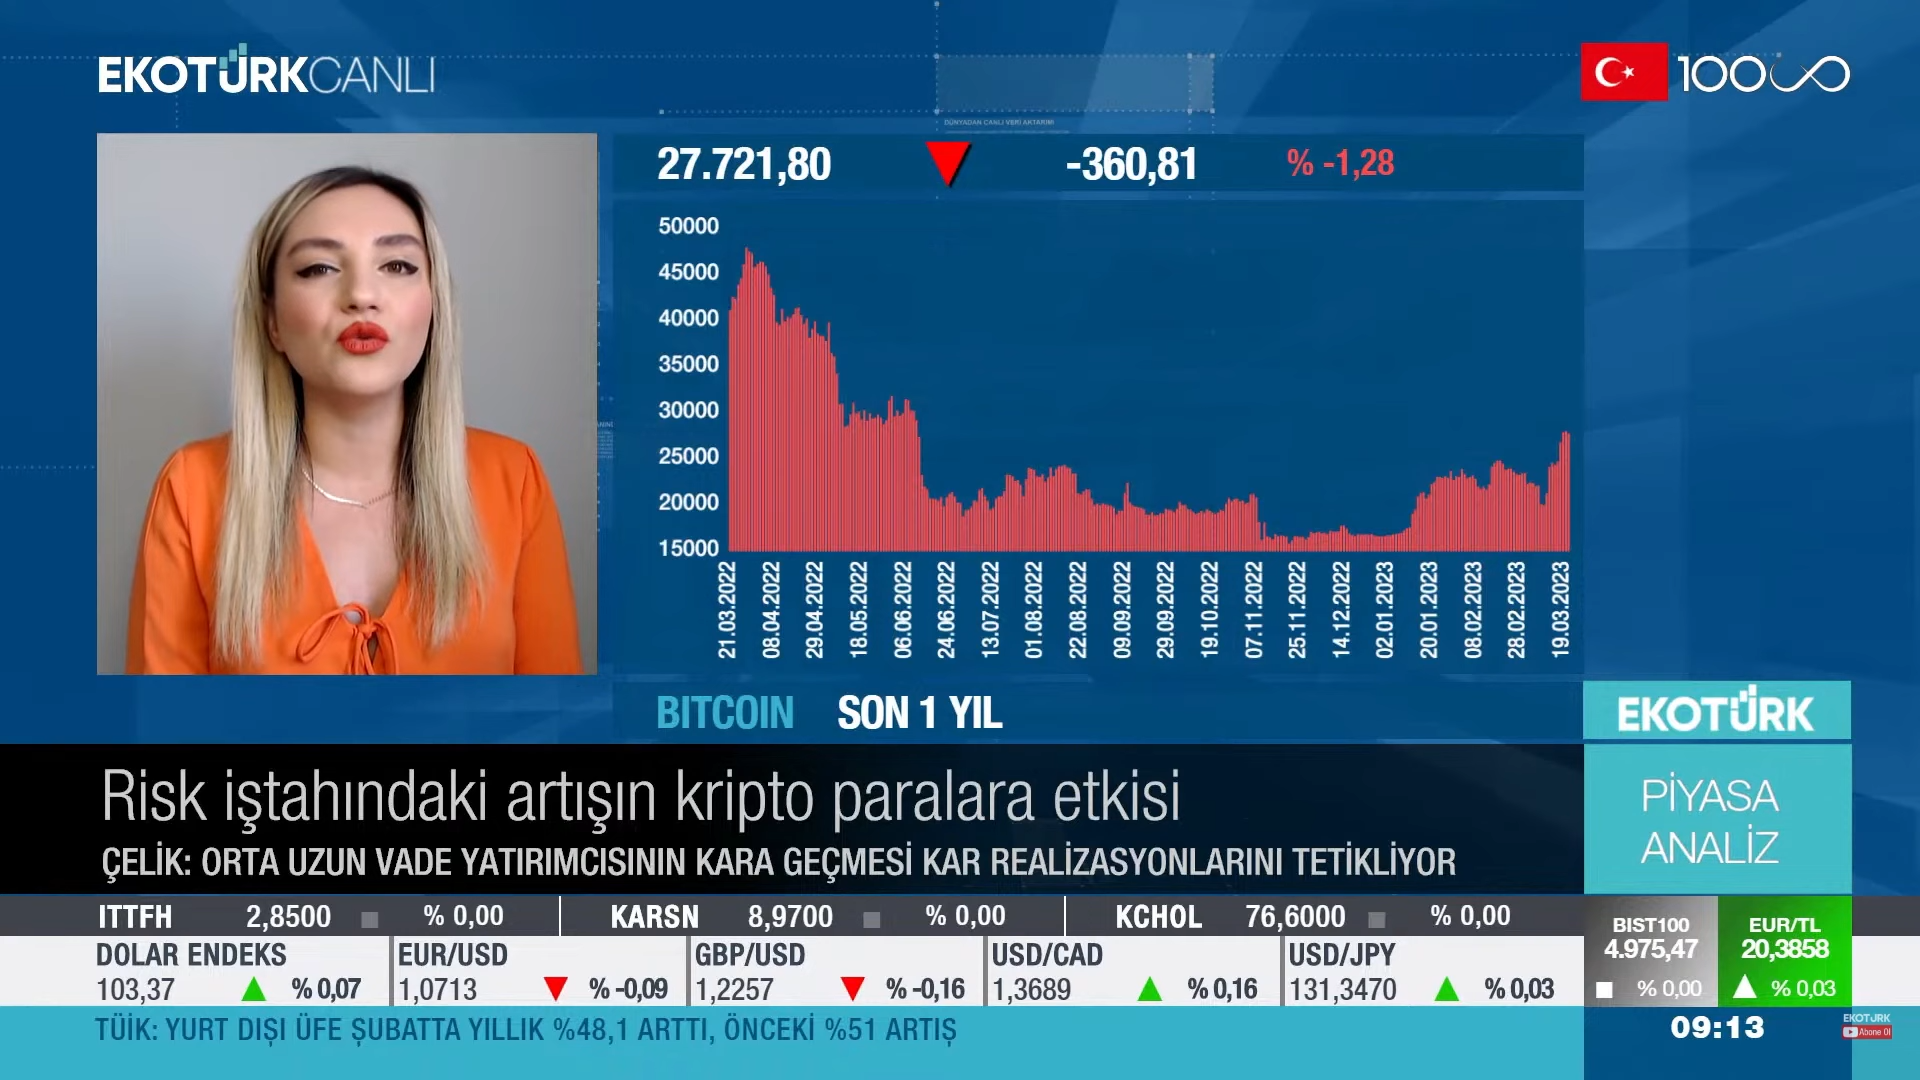 EKOTÜRK CANLI
100
DÜNYADAN CANLI VERİ AKTARIMI
27.721,80 -360,81 % -1,28
50000
45000
40000
35000
30000
25000
20000
15000
21.03.2022
08.04.2022
29.04.2022
18.05.2022
06.06.2022
24.06.2022
13.07.2022
01.08.2022
22.08.2022
09.09.2022
29.09.2022
19.10.2022
07.11.2022
25.11.2022
14.12.2022
02.01.2023
20.01.2023
08.02.2023
28.02.2023
19.03.2023
BITCOIN SON 1 YIL
EKOTÜRK
Risk iştahındaki artışın kripto paralara etkisi
ÇELİK: ORTA UZUN VADE YATIRIMCISININ KARA GEÇMESİ KAR REALİZASYONLARINI TETİKLİYOR
PİYASA
ANALİZ
ITTFH 2,8500 % 0,00 KARSN 8,9700 % 0,00 KCHOL 76,6000 % 0,00
DOLAR ENDEKS EUR/USD GBP/USD USD/CAD USD/JPY
103,37 % 0,07 1,0713 % -0,09 1,2257 % -0,16 1,3689 % 0,16 131,3470 % 0,03
BIST100 EUR/TL
4.975,47 20,3858
% 0,00 % 0,03
TÜİK: YURT DIŞI ÜFE ŞUBATTA YILLIK %48,1 ARTTI, ÖNCEKİ %51 ARTIŞ
09:13
EKOTÜRK
Abone Ol